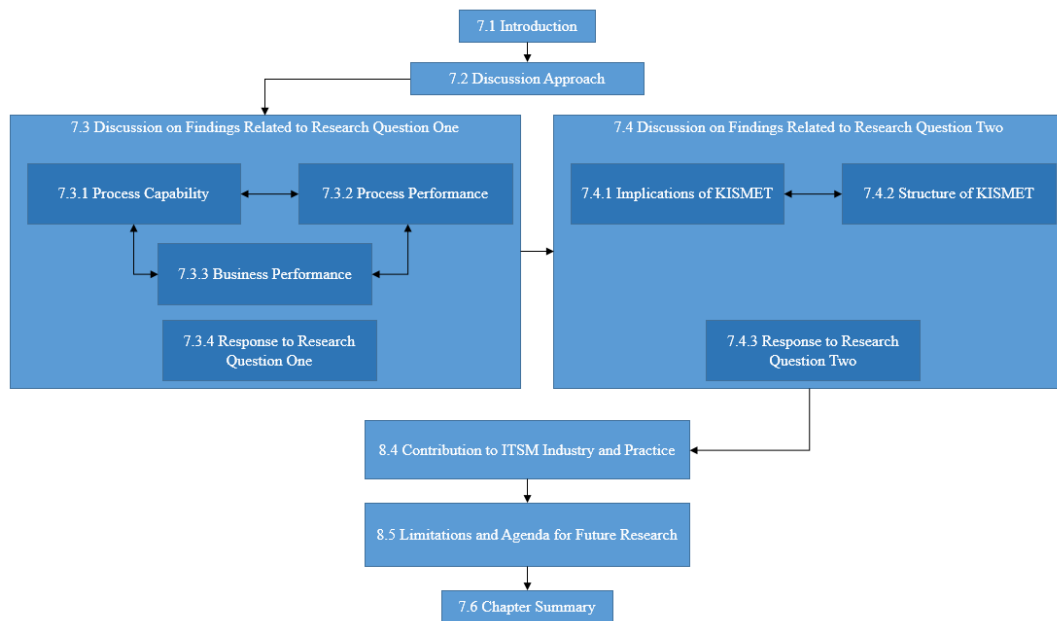 7.1 Introduction
7.2 Discussion Approach
7.3 Discussion on Findings Related to Research Question One
7.3.1 Process Capability
7.3.2 Process Performance
7.3.3 Business Performance
7.3.4 Response to Research
Question One
7.4 Discussion on Findings Related to Research Question Two
7.4.1 Implications of KISMET
7.4.2 Structure of KISMET
7.4.3 Response to Research
Question Two
8.4 Contribution to ITSM Industry and Practice
8.5 Limitations and Agenda for Future Research
7.6 Chapter Summary